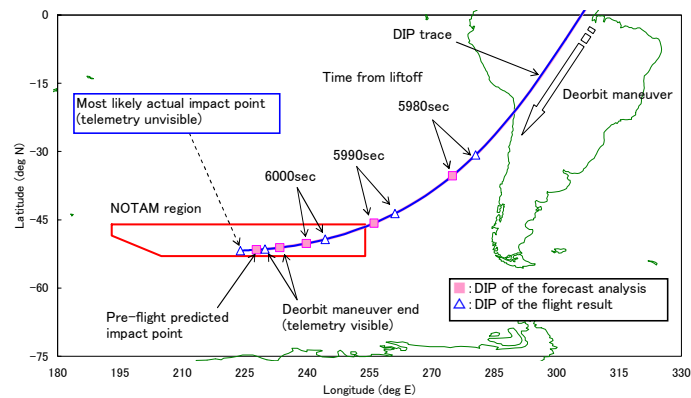 0
DIP trace
Time from liftoff
−15
Deorbit maneuver
Most likely actual impact point
(telemetry unvisible)
5980sec
−30
5990sec
6000sec
Latitude (deg N)
NOTAM region
−45
−60
Pre-flight predicted
impact point
Deorbit maneuver end
(telemetry visible)
: DIP of the forecast analysis
: DIP of the flight result
−75
180 195 210 225 240 255 270 285 300 315 330
Longitude (deg E)